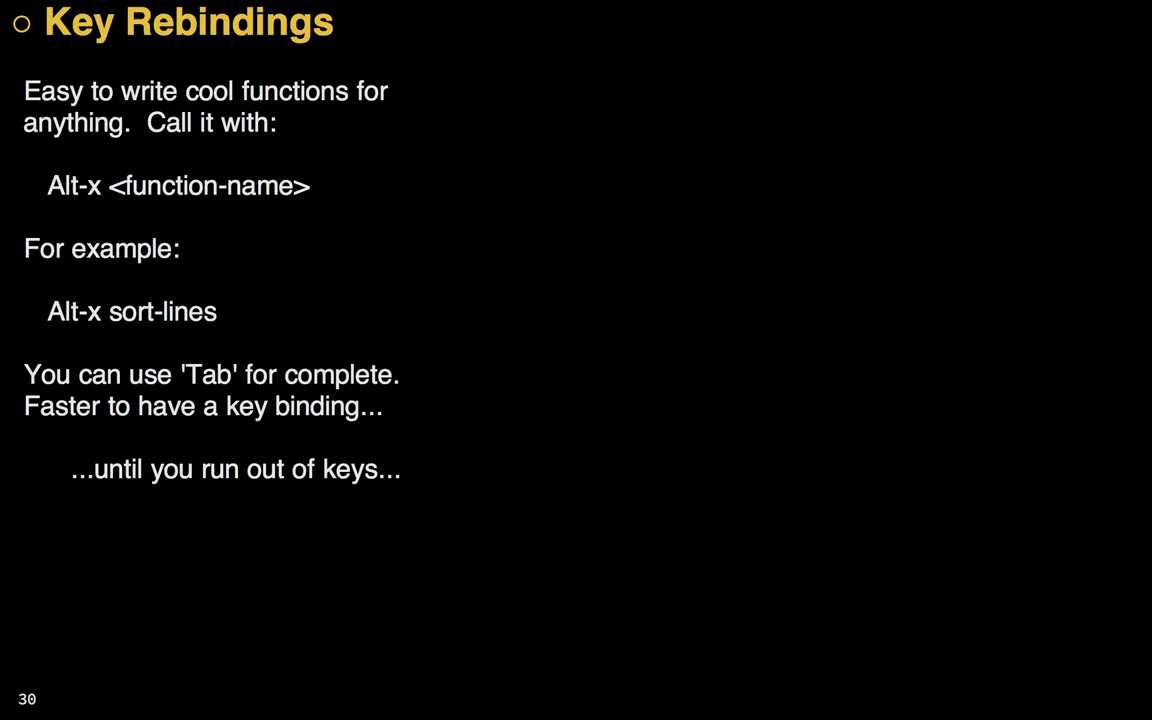 ○ Key Rebindings
Easy to write cool functions for
anything.  Call it with:
Alt-x <function-name>
For example:
Alt-x sort-lines
You can use 'Tab' for complete.
Faster to have a key binding...
...until you run out of keys...
30